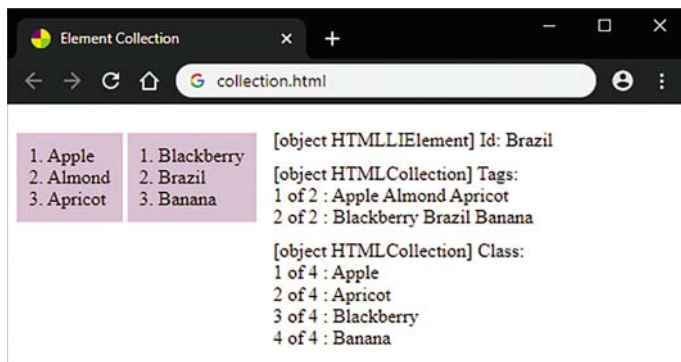 Element Collection
collection.html
1. Apple
2. Almond
3. Apricot
1. Blackberry
2. Brazil
3. Banana
[object HTMLLIElement] Id: Brazil
[object HTMLCollection] Tags:
1 of 2 : Apple Almond Apricot
2 of 2 : Blackberry Brazil Banana
[object HTMLCollection] Class:
1 of 4 : Apple
2 of 4 : Apricot
3 of 4 : Blackberry
4 of 4 : Banana